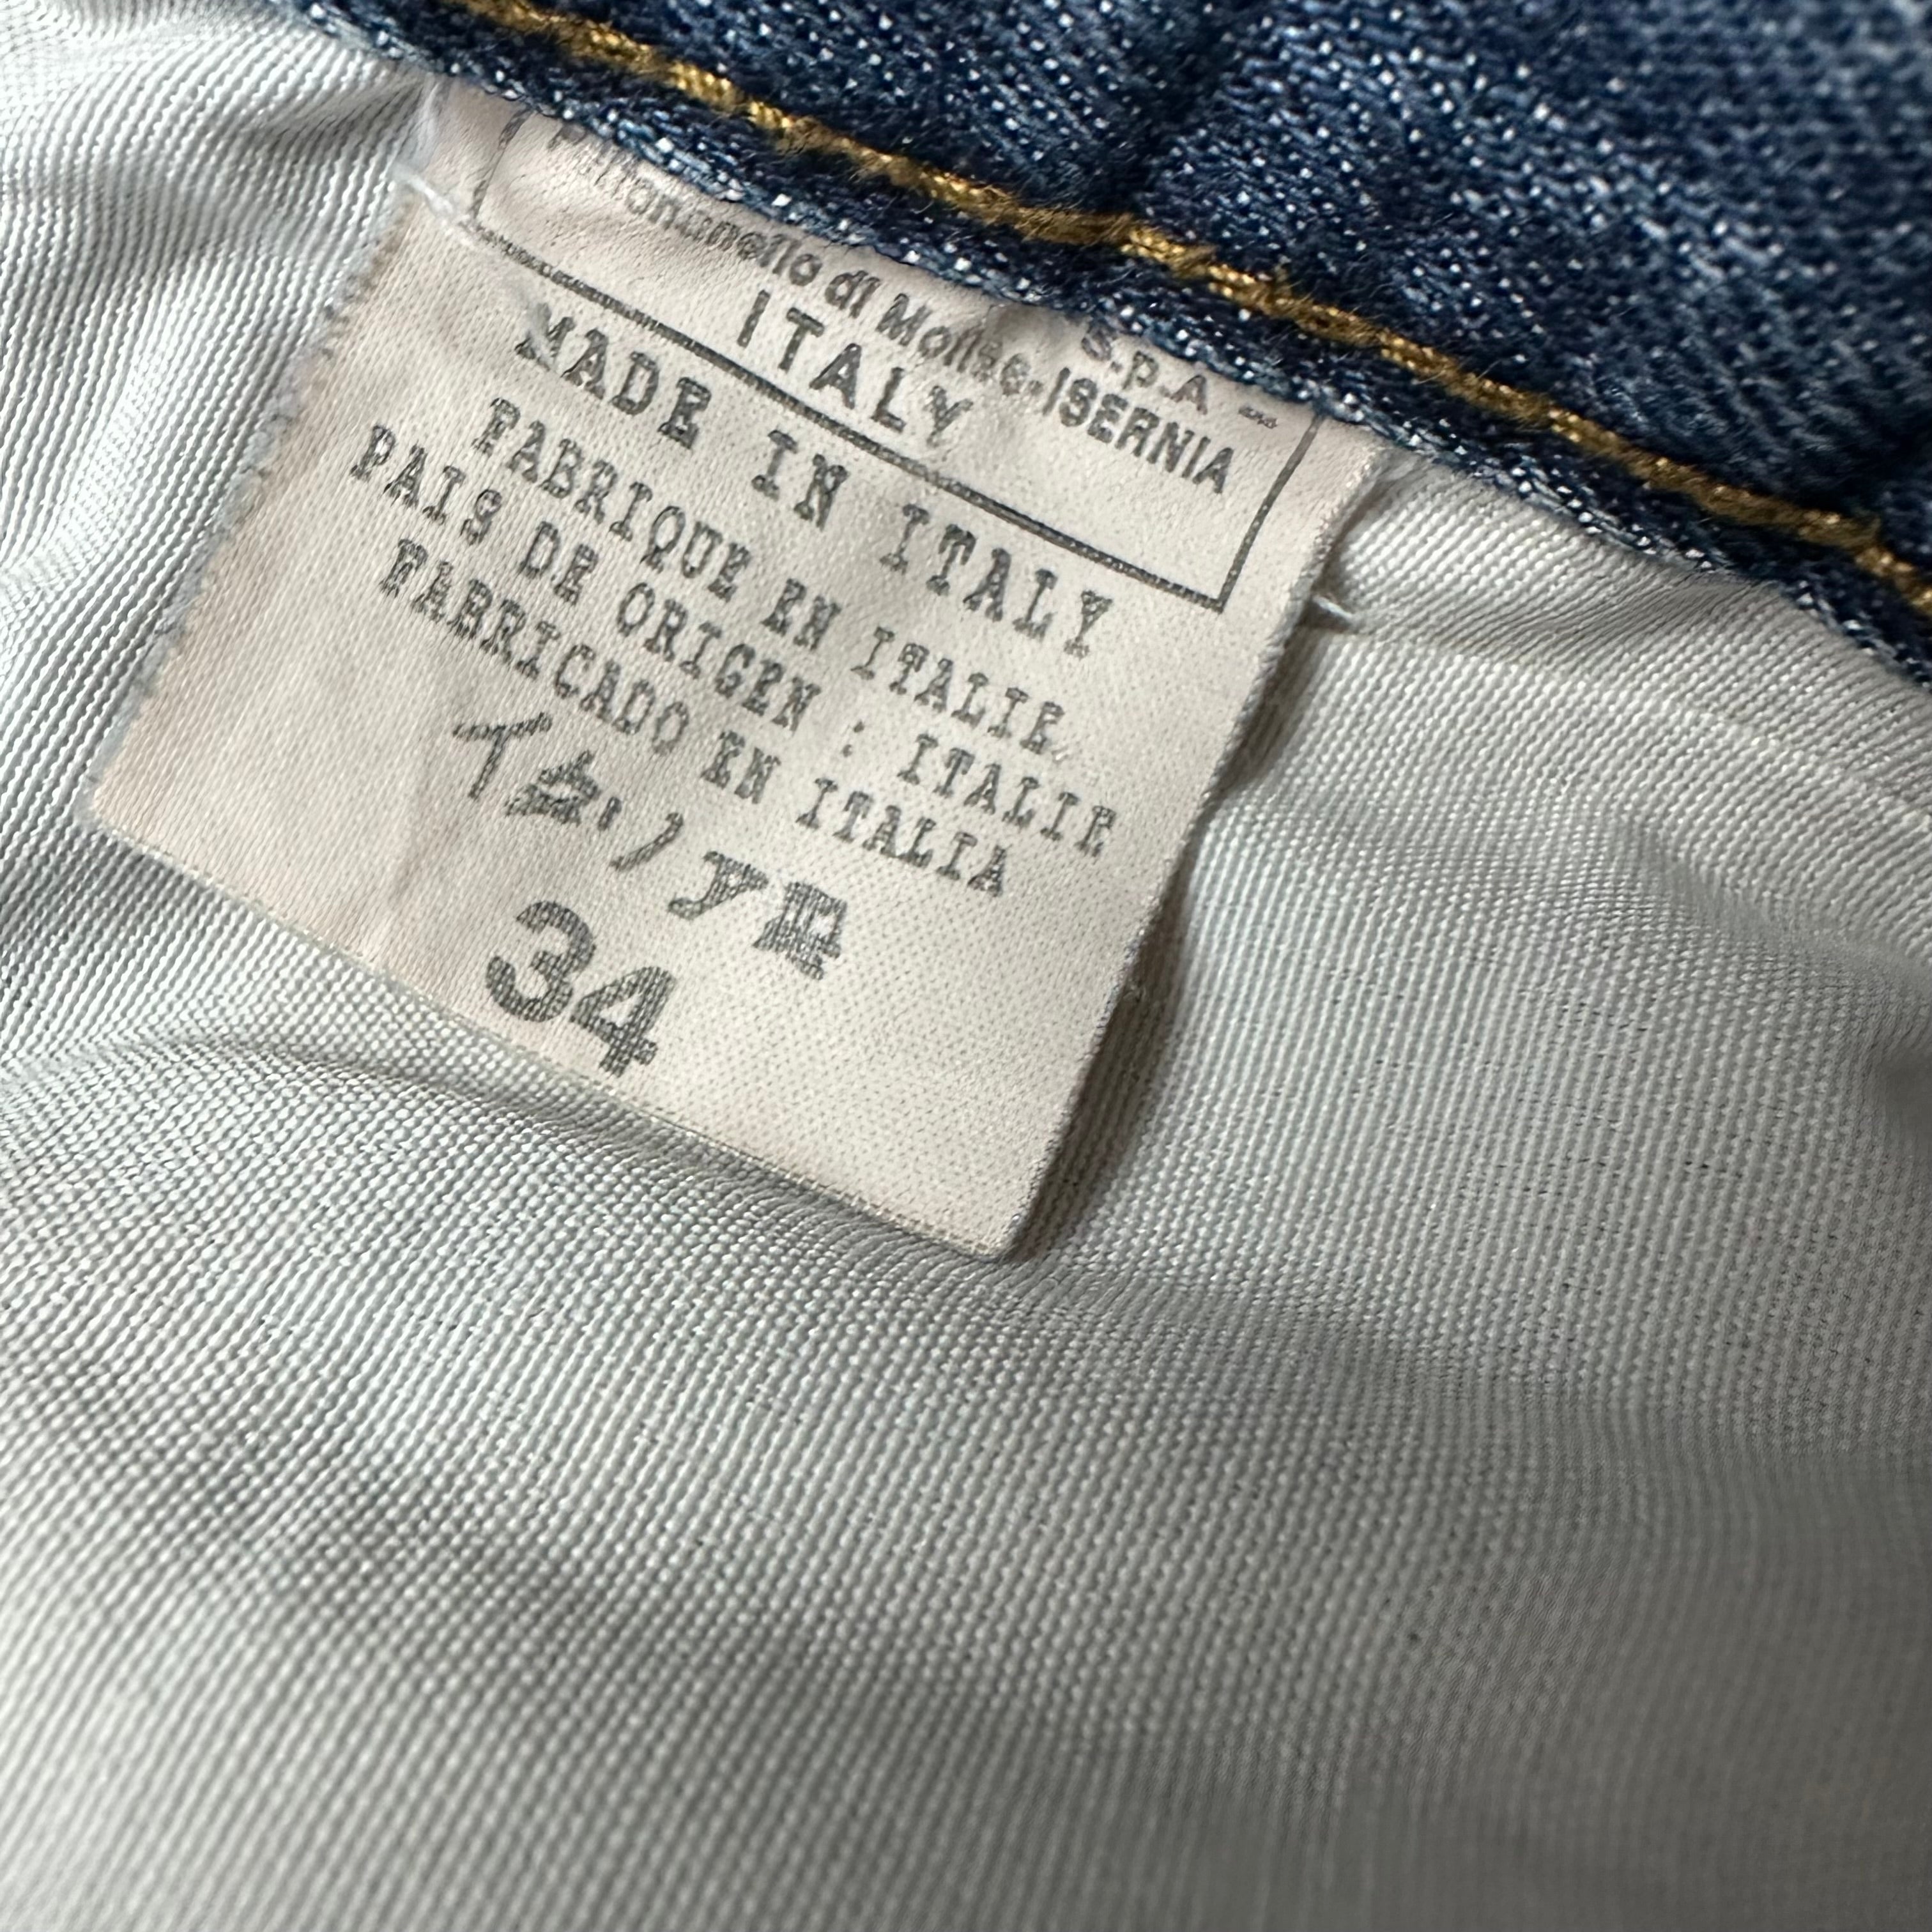 S.p.A
di Molise-ISERNIA
ITALY
MADE IN ITALY
FABRIQUE EN ITALIE
PAIS DE ORIGEN : ITALIE
FABRICADO EN ITALIA
イタリア製
34